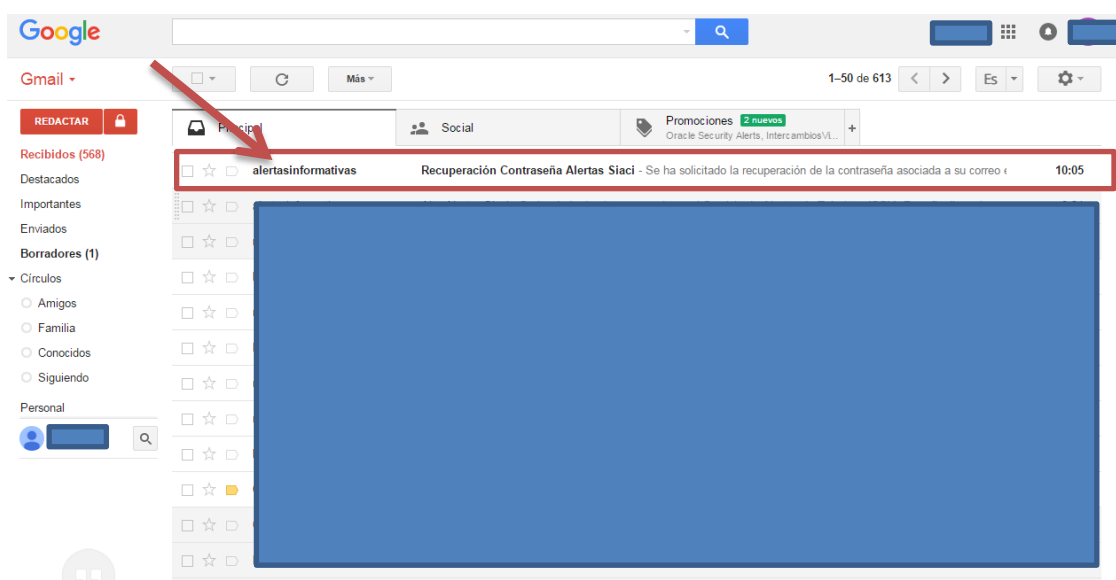 Google
Gmail
Más
1–50 de 613
Es
REDACTAR
Principal
Social
Promociones 2 nuevos
Oracle Security Alerts, Intercambios
+
Recibidos (568)
alertasinformativas Recuperación Contraseña Alertas Siaci - Se ha solicitado la recuperación de la contraseña asociada a su correo 10:05
Destacados
Importantes
Enviados
Borradores (1)
Círculos
Amigos
Familia
Conocidos
Siguiendo
Personal